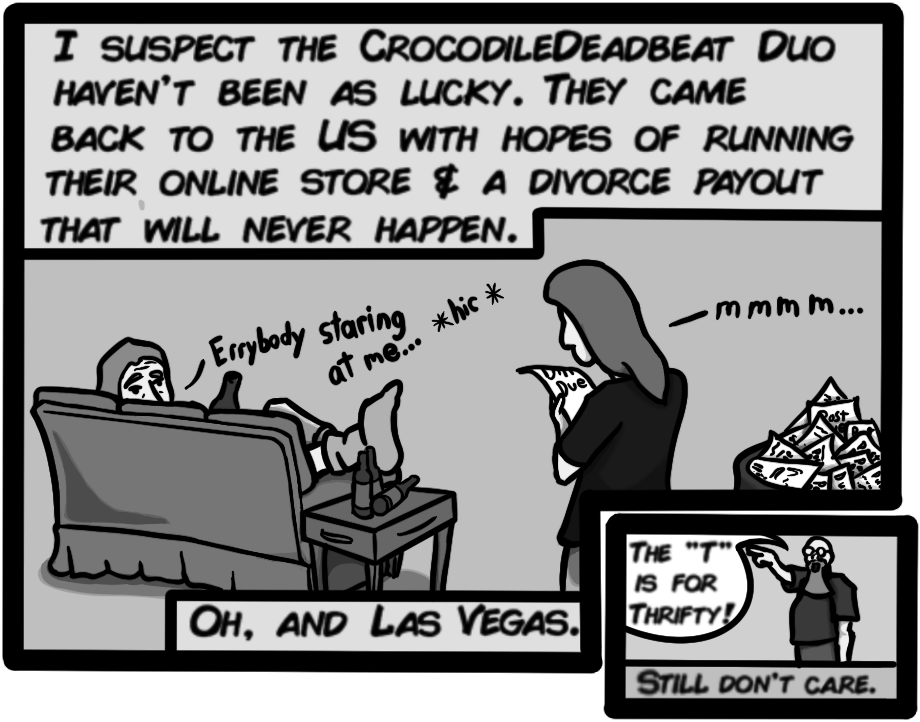 I SUSPECT THE CROCODILEDEADBEAT DUO
HAVEN'T BEEN AS LUCKY. THEY CAME
BACK TO THE US WITH HOPES OF RUNNING
THEIR ONLINE STORE & A DIVORCE PAYOUT
THAT WILL NEVER HAPPEN.
Errybody staring
at me... *hic*
mmmm...
Due
Past
OH, AND LAS VEGAS.
THE "T"
IS FOR
THRIFTY!
STILL DON'T CARE.